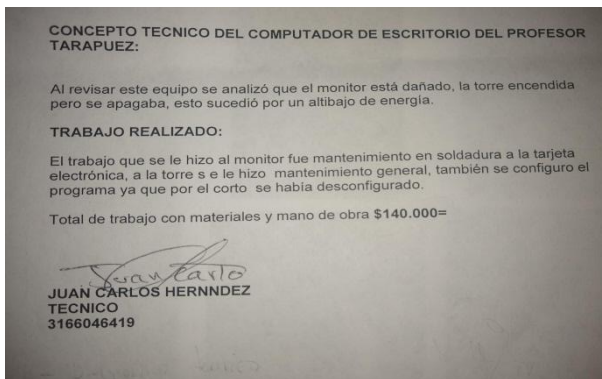 CONCEPTO TECNICO DEL COMPUTADOR DE ESCRITORIO DEL PROFESOR
TARAPUEZ:
Al revisar este equipo se analizó que el monitor está dañado, la torre encendida
pero se apagaba, esto sucedió por un altibajo de energía.
TRABAJO REALIZADO:
El trabajo que se le hizo al monitor fue mantenimiento en soldadura a la tarjeta
electrónica, a la torre s e le hizo mantenimiento general, también se configuro el
programa ya que por el corto se había desconfigurado.
Total de trabajo con materiales y mano de obra $140.000=
Juan Carlo
JUAN CARLOS HERNNDEZ
TECNICO
3166046419